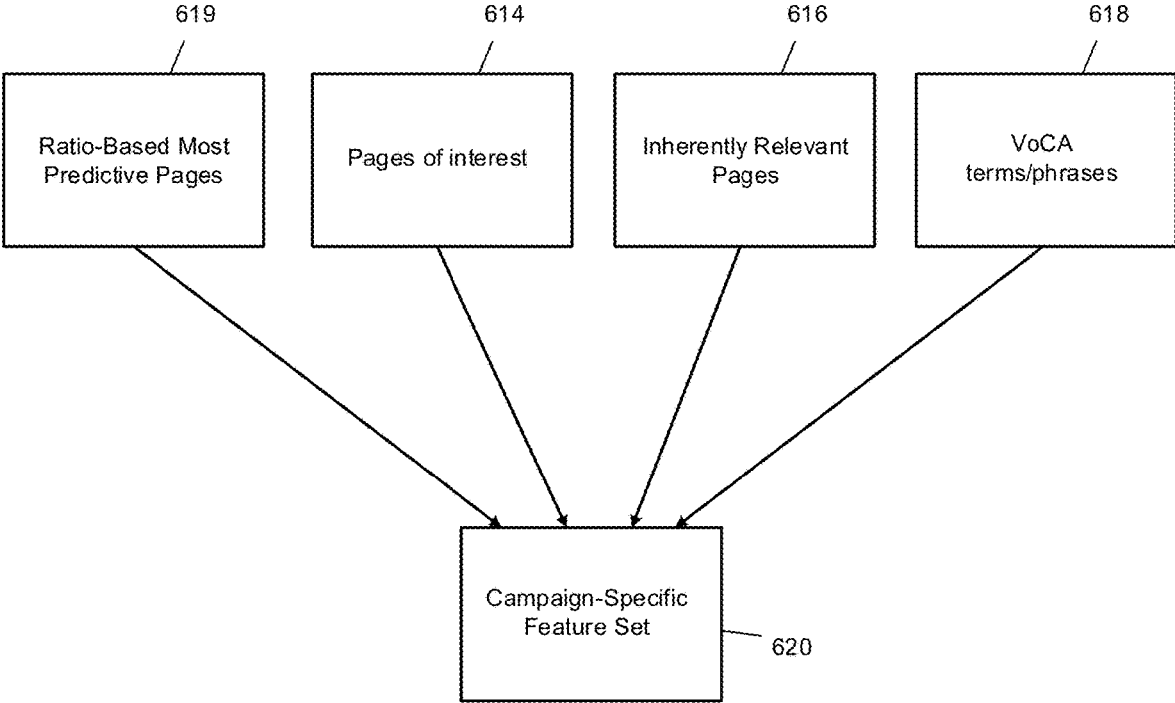 619
614
616
618
Ratio-Based Most
Predictive Pages
Pages of interest
Inherently Relevant
Pages
VoCA
terms/phrases
Campaign-Specific
Feature Set
620